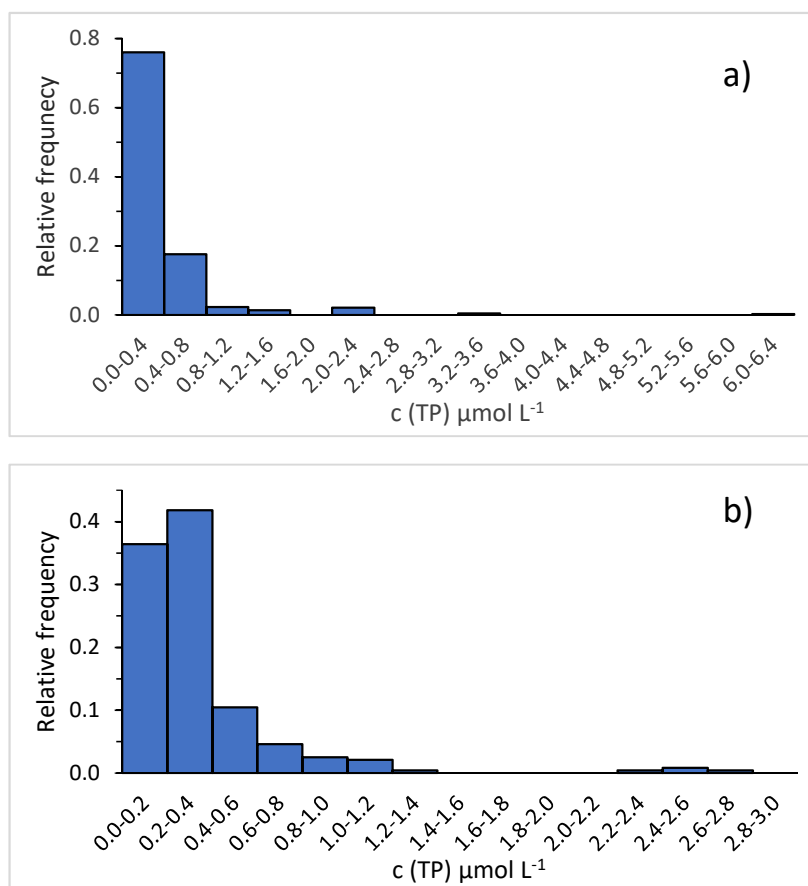 a)
Relative frequnecy
0.8
0.6
0.4
0.2
0.0
0.0-0.4 0.4-0.8 0.8-1.2 1.2-1.6 1.6-2.0 2.0-2.4 2.4-2.8 2.8-3.2 3.2-3.6 3.6-4.0 4.0-4.4 4.4-4.8 4.8-5.2 5.2-5.6 5.6-6.0 6.0-6.4
c (TP) µmol L⁻¹
b)
Relative frequency
0.4
0.3
0.2
0.1
0.0
0.0-0.2 0.2-0.4 0.4-0.6 0.6-0.8 0.8-1.0 1.0-1.2 1.2-1.4 1.4-1.6 1.6-1.8 1.8-2.0 2.0-2.2 2.2-2.4 2.4-2.6 2.6-2.8 2.8-3.0
c (TP) µmol L⁻¹